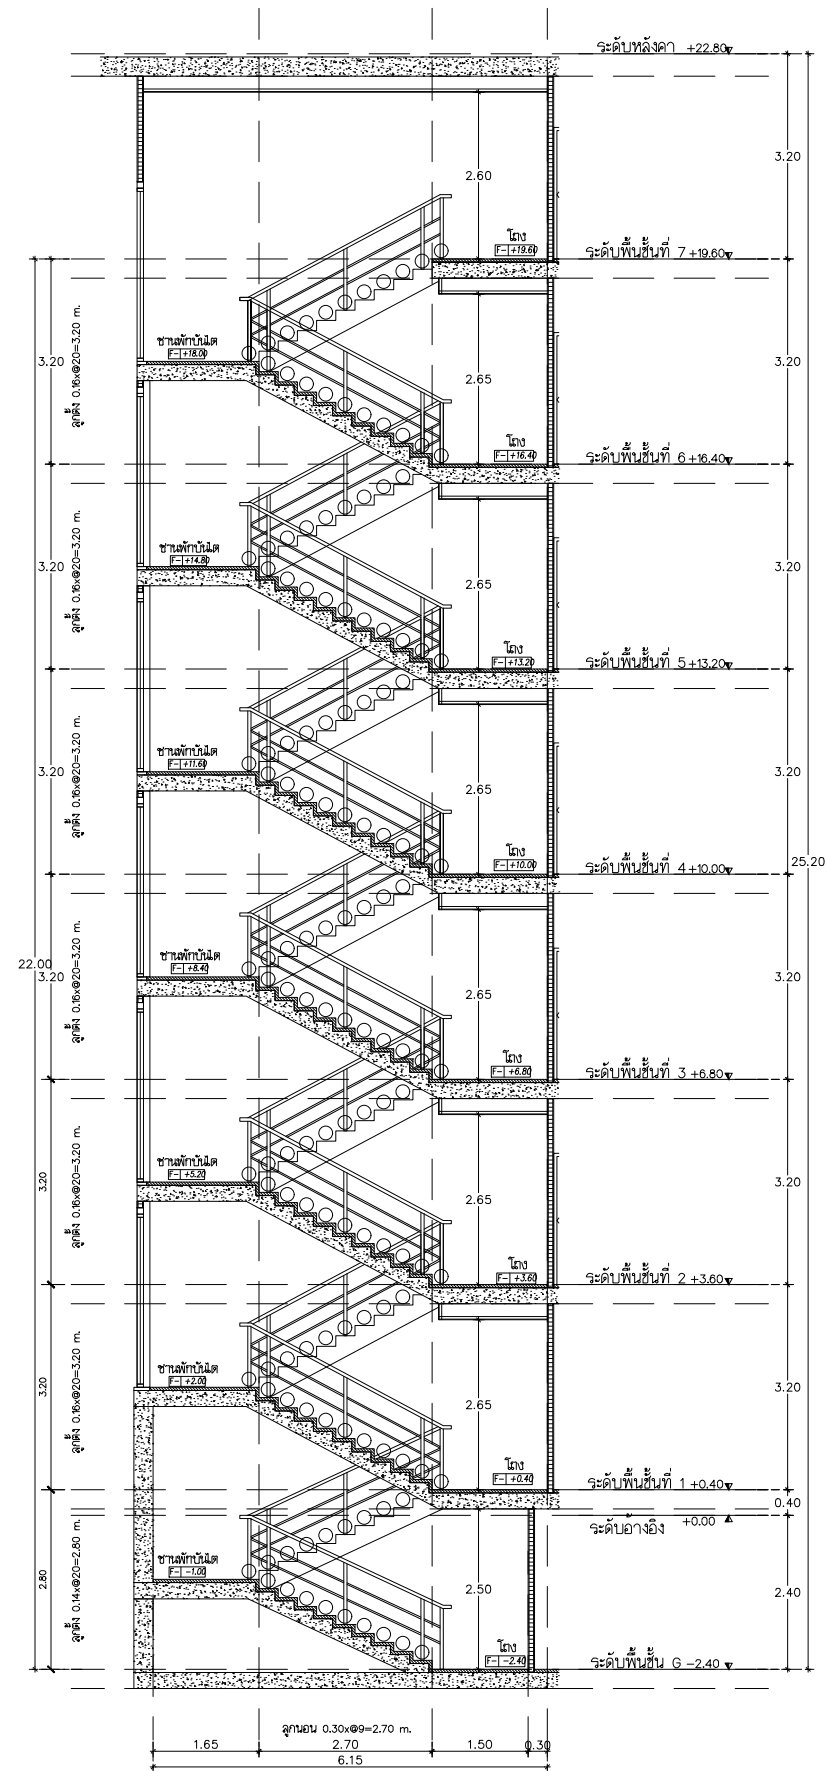 ระดับหลังคา +22.80
3.20
2.60
โถง
F- +19.60
ระดับพื้นชั้นที่ 7 +19.60
ชานพักบันได
F- +18.00
3.20
ลูกตั้ง 0.16x@20=3.20 m.
2.65
3.20
โถง
F- +16.40
ระดับพื้นชั้นที่ 6 +16.40
ชานพักบันได
F- +14.80
3.20
ลูกตั้ง 0.16x@20=3.20 m.
2.65
3.20
โถง
F- +13.20
ระดับพื้นชั้นที่ 5 +13.20
ชานพักบันได
F- +11.60
3.20
ลูกตั้ง 0.16x@20=3.20 m.
2.65
3.20
โถง
F- +10.00
ระดับพื้นชั้นที่ 4 +10.00
25.20
ชานพักบันได
F- +8.40
22.00
3.20
ลูกตั้ง 0.16x@20=3.20 m.
2.65
3.20
โถง
F- +6.80
ระดับพื้นชั้นที่ 3 +6.80
ชานพักบันได
F- +5.20
3.20
ลูกตั้ง 0.16x@20=3.20 m.
2.65
3.20
โถง
F- +3.60
ระดับพื้นชั้นที่ 2 +3.60
ชานพักบันได
F- +2.00
3.20
ลูกตั้ง 0.16x@20=3.20 m.
2.65
3.20
โถง
F- +0.40
ระดับพื้นชั้นที่ 1 +0.40
0.40
ระดับอ้างอิง +0.00
ชานพักบันได
F- -1.00
2.80
ลูกตั้ง 0.14x@20=2.80 m.
2.50
2.40
โถง
F- -2.40
ระดับพื้นชั้น G -2.40
ลูกนอน 0.30x@9=2.70 m.
1.65 2.70 1.50 0.30
6.15